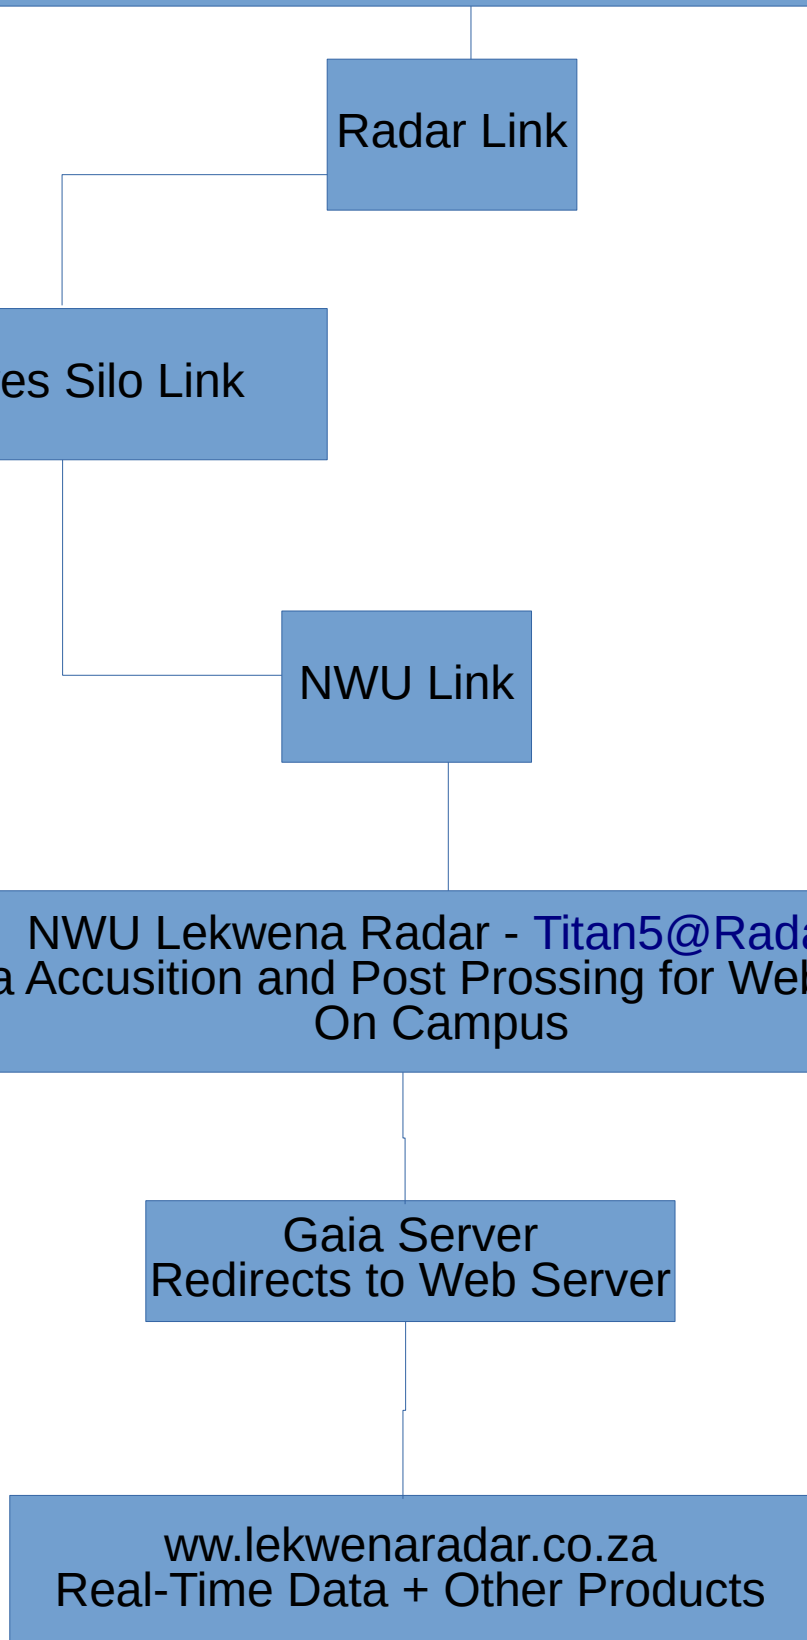 Radar Link
es Silo Link
NWU Link
NWU Lekwena Radar - Titan5@Rada
a Accusition and Post Prossing for Web
On Campus
Gaia Server
Redirects to Web Server
ww.lekwenaradar.co.za
Real-Time Data + Other Products